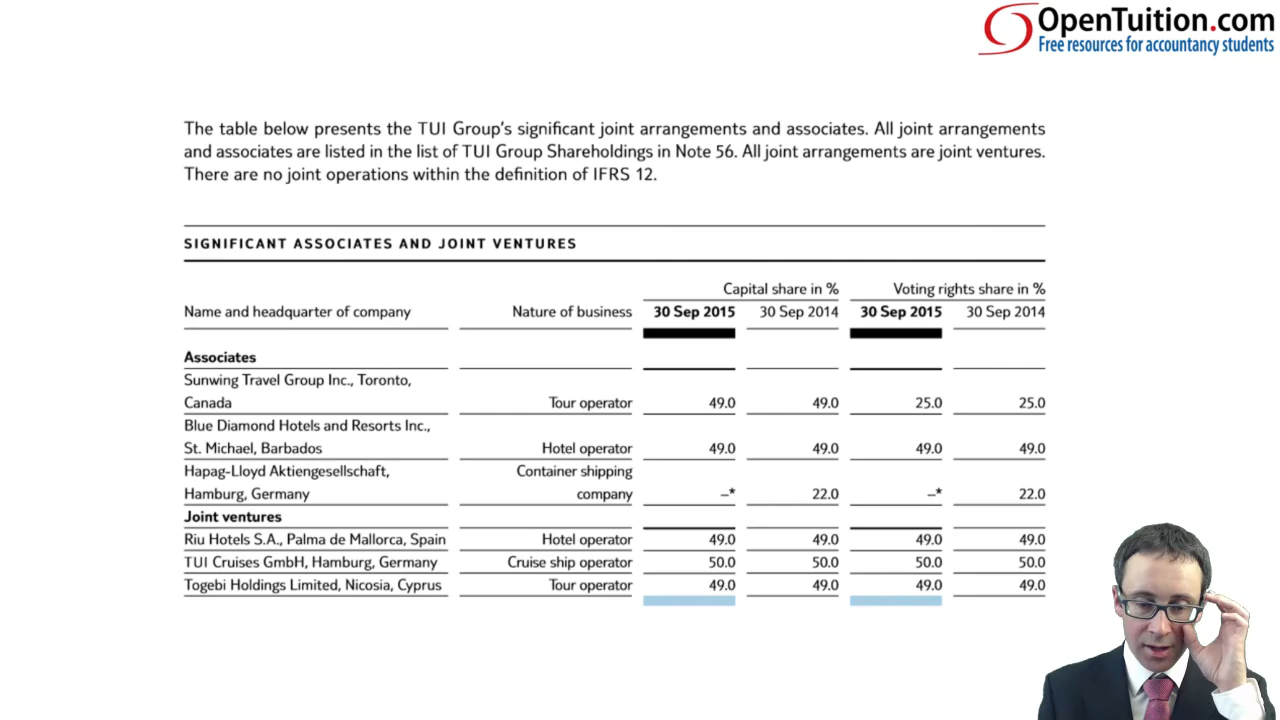 OpenTuition.com
Free resources for accountancy students
The table below presents the TUI Group's significant joint arrangements and associates. All joint arrangements
and associates are listed in the list of TUI Group Shareholdings in Note 56. All joint arrangements are joint ventures.
There are no joint operations within the definition of IFRS 12.
SIGNIFICANT ASSOCIATES AND JOINT VENTURES
Capital share in % Voting rights share in %
Name and headquarter of company Nature of business 30 Sep 2015 30 Sep 2014 30 Sep 2015 30 Sep 2014
Associates
Sunwing Travel Group Inc., Toronto,
Canada Tour operator 49.0 49.0 25.0 25.0
Blue Diamond Hotels and Resorts Inc.,
St. Michael, Barbados Hotel operator 49.0 49.0 49.0 49.0
Hapag-Lloyd Aktiengesellschaft, Container shipping
Hamburg, Germany company –* 22.0 –* 22.0
Joint ventures
Riu Hotels S.A., Palma de Mallorca, Spain Hotel operator 49.0 49.0 49.0 49.0
TUI Cruises GmbH, Hamburg, Germany Cruise ship operator 50.0 50.0 50.0 50.0
Togebi Holdings Limited, Nicosia, Cyprus Tour operator 49.0 49.0 49.0 49.0